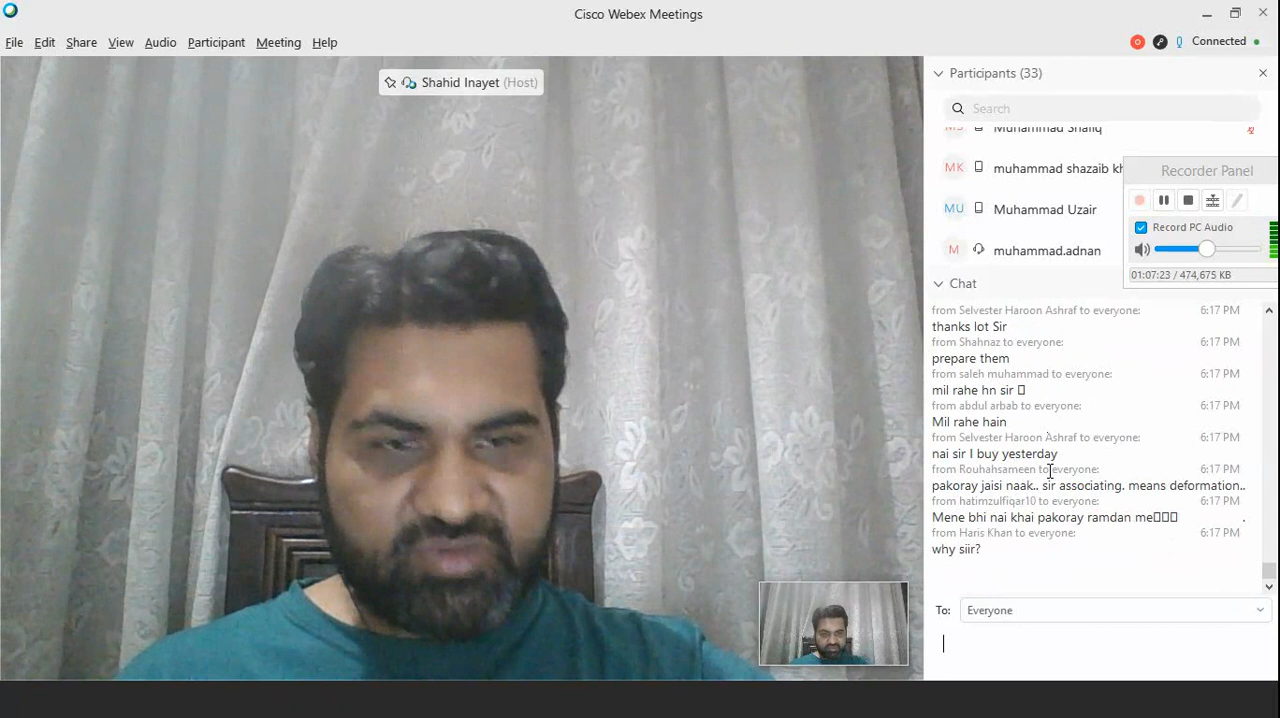 Cisco Webex Meetings
File Edit Share View Audio Participant Meeting Help
Connected
Shahid Inayet (Host)
Participants (33)
Search
MS Muhammad Shafiq
MK muhammad shazaib kh
MU Muhammad Uzair
M muhammad.adnan
Recorder Panel
Record PC Audio
01:07:23 / 474,675 KB
Chat
from Selvester Haroon Ashraf to everyone: 6:17 PM
thanks lot Sir
from Shahnaz to everyone: 6:17 PM
prepare them
from saleh muhammad to everyone: 6:17 PM
mil rahe hn sir
from abdul arbab to everyone: 6:17 PM
Mil rahe hain
from Selvester Haroon Ashraf to everyone: 6:17 PM
nai sir I buy yesterday
from Rouhahsameen to everyone: 6:17 PM
pakoray jaisi naak.. sir associating. means deformation..
from hatimzulfiqar10 to everyone: 6:17 PM
Mene bhi nai khai pakoray ramdan me
from Haris Khan to everyone: 6:17 PM
why siir?
To: Everyone